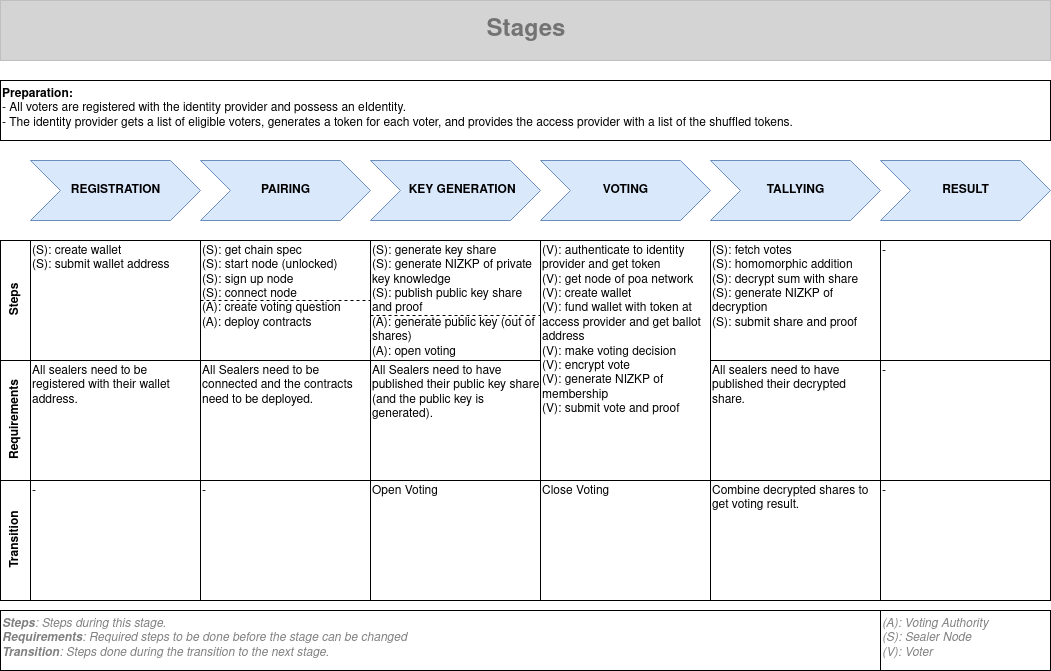 Stages
Preparation:
- All voters are registered with the identity provider and possess an eIdentity.
- The identity provider gets a list of eligible voters, generates a token for each voter, and provides the access provider with a list of the shuffled tokens.
REGISTRATION
PAIRING
KEY GENERATION
VOTING
TALLYING
RESULT
Steps
(S): create wallet
(S): submit wallet address
(S): get chain spec
(S): start node (unlocked)
(S): sign up node
(S): connect node
(A): create voting question
(A): deploy contracts
(S): generate key share
(S): generate NIZKP of private
key knowledge
(S): publish public key share
and proof
(A): generate public key (out of
shares)
(A): open voting
(V): authenticate to identity
provider and get token
(V): get node of poa network
(V): create wallet
(V): fund wallet with token at
access provider and get ballot
address
(V): make voting decision
(V): encrypt vote
(V): generate NIZKP of
membership
(V): submit vote and proof
(S): fetch votes
(S): homomorphic addition
(S): decrypt sum with share
(S): generate NIZKP of
decryption
(S): submit share and proof
-
Requirements
All sealers need to be
registered with their wallet
address.
All Sealers need to be
connected and the contracts
need to be deployed.
All Sealers need to have
published their public key share
(and the public key is
generated).
All sealers need to have
published their decrypted
share.
-
Transition
-
-
Open Voting
Close Voting
Combine decrypted shares to
get voting result.
-
Steps: Steps during this stage.
Requirements: Required steps to be done before the stage can be changed
Transition: Steps done during the transition to the next stage.
(A): Voting Authority
(S): Sealer Node
(V): Voter